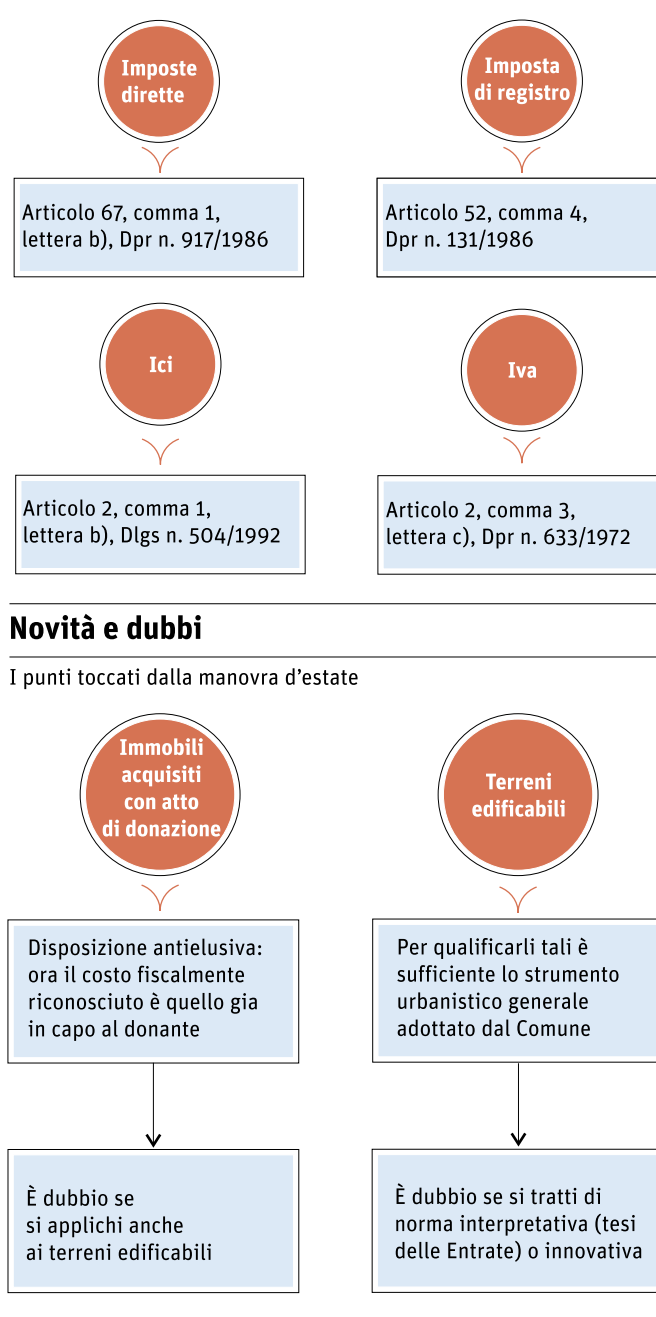 Imposte
dirette
Articolo 67, comma 1,
lettera b), Dpr n. 917/1986
Imposta
di registro
Articolo 52, comma 4,
Dpr n. 131/1986
Ici
Articolo 2, comma 1,
lettera b), Dlgs n. 504/1992
Iva
Articolo 2, comma 3,
lettera c), Dpr n. 633/1972
Novità e dubbi
I punti toccati dalla manovra d'estate
Immobili
acquisiti
con atto
di donazione
Disposizione antielusiva:
ora il costo fiscalmente
riconosciuto è quello gia
in capo al donante
È dubbio se
si applichi anche
ai terreni edificabili
Terreni
edificabili
Per qualificarli tali è
sufficiente lo strumento
urbanistico generale
adottato dal Comune
È dubbio se si tratti di
norma interpretativa (tesi
delle Entrate) o innovativa